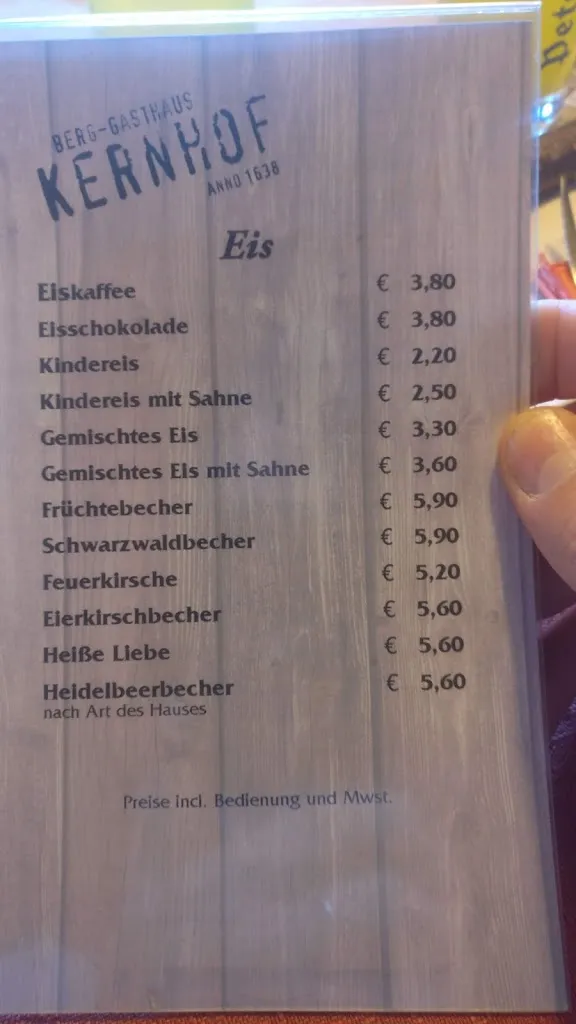 BERG-GASTHAUS
KERNHOF
ANNO 1638
Eis
Eiskaffee € 3,80
Eisschokolade € 3,80
Kindereis € 2,20
Kindereis mit Sahne € 2,50
Gemischtes Eis € 3,30
Gemischtes Eis mit Sahne € 3,60
Früchtebecher € 5,90
Schwarzwaldbecher € 5,90
Feuerkirsche € 5,20
Eierkirschbecher € 5,60
Heiße Liebe € 5,60
Heidelbeerbecher € 5,60
nach Art des Hauses
Preise incl. Bedienung und Mwst.